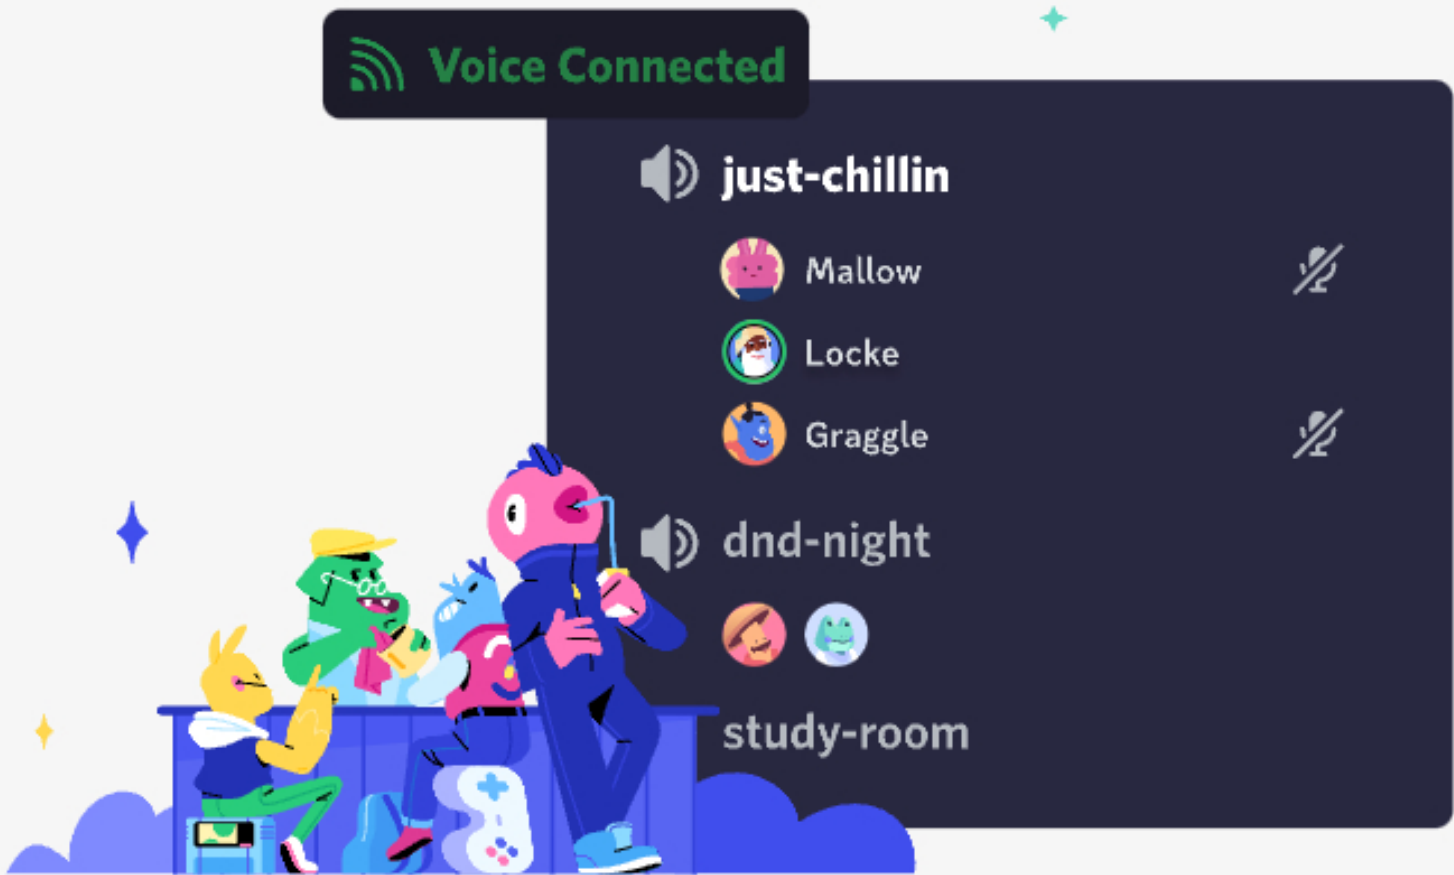 Voice Connected
just-chillin
Mallow
Locke
Graggle
dnd-night
study-room